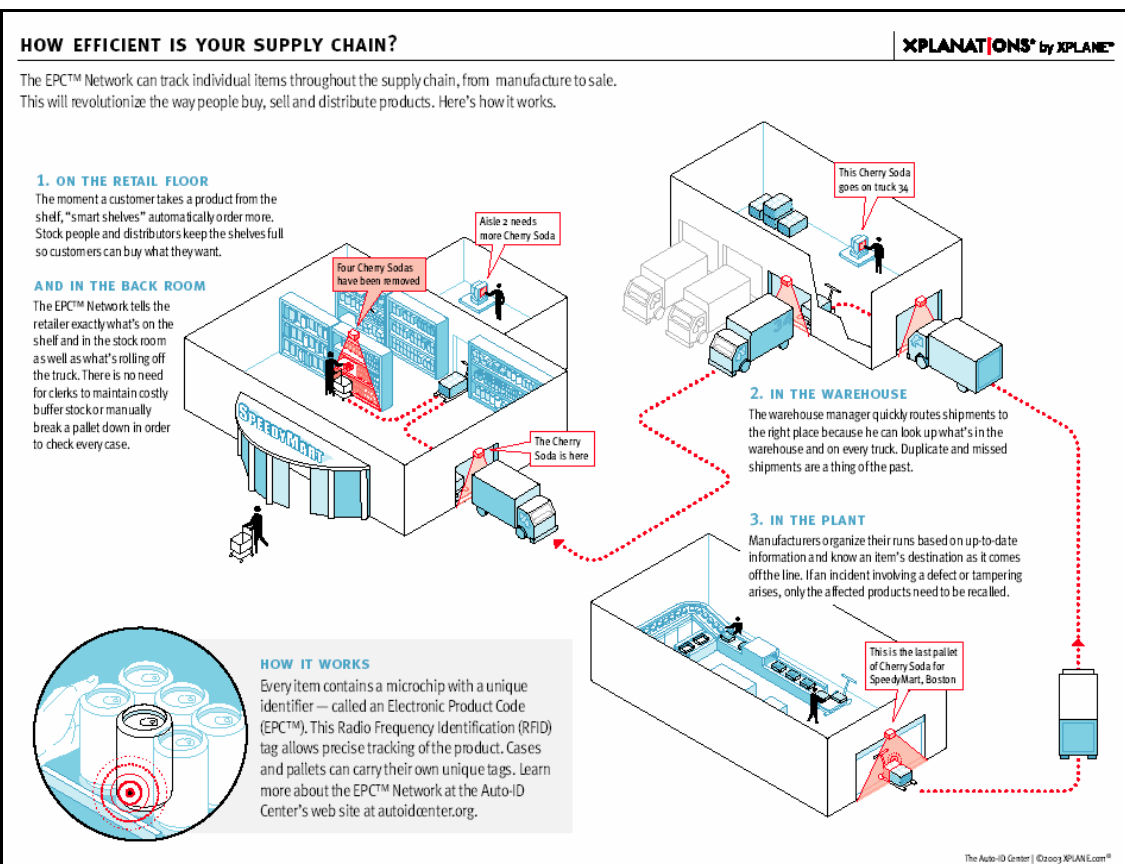 HOW EFFICIENT IS YOUR SUPPLY CHAIN?
XPLANATIONS® by XPLANE®
The EPC™ Network can track individual items throughout the supply chain, from manufacture to sale.
This will revolutionize the way people buy, sell and distribute products. Here's how it works.
1. ON THE RETAIL FLOOR
The moment a customer takes a product from the
shelf, “smart shelves” automatically order more.
Stock people and distributors keep the shelves full
so customers can buy what they want.
AND IN THE BACK ROOM
The EPC™ Network tells the
retailer exactly what's on the
shelf and in the stock room
as well as what's rolling off
the truck. There is no need
for clerks to maintain costly
buffer stock or manually
break a pallet down in order
to check every case.
Four Cherry Sodas
have been removed
Aisle 2 needs
more Cherry Soda
SPEEDYMART
The Cherry
Soda is here
This Cherry Soda
goes on truck 34
34
2. IN THE WAREHOUSE
The warehouse manager quickly routes shipments to
the right place because he can look up what's in the
warehouse and on every truck. Duplicate and missed
shipments are a thing of the past.
3. IN THE PLANT
Manufacturers organize their runs based on up-to-date
information and know an item's destination as it comes
off the line. If an incident involving a defect or tampering
arises, only the affected products need to be recalled.
This is the last pallet
of Cherry Soda for
SpeedyMart, Boston
HOW IT WORKS
Every item contains a microchip with a unique
identifier — called an Electronic Product Code
(EPC™). This Radio Frequency Identification (RFID)
tag allows precise tracking of the product. Cases
and pallets can carry their own unique tags. Learn
more about the EPC™ Network at the Auto-ID
Center's web site at autoidcenter.org.
The Auto-ID Center | ©2003 XPLANE.com®